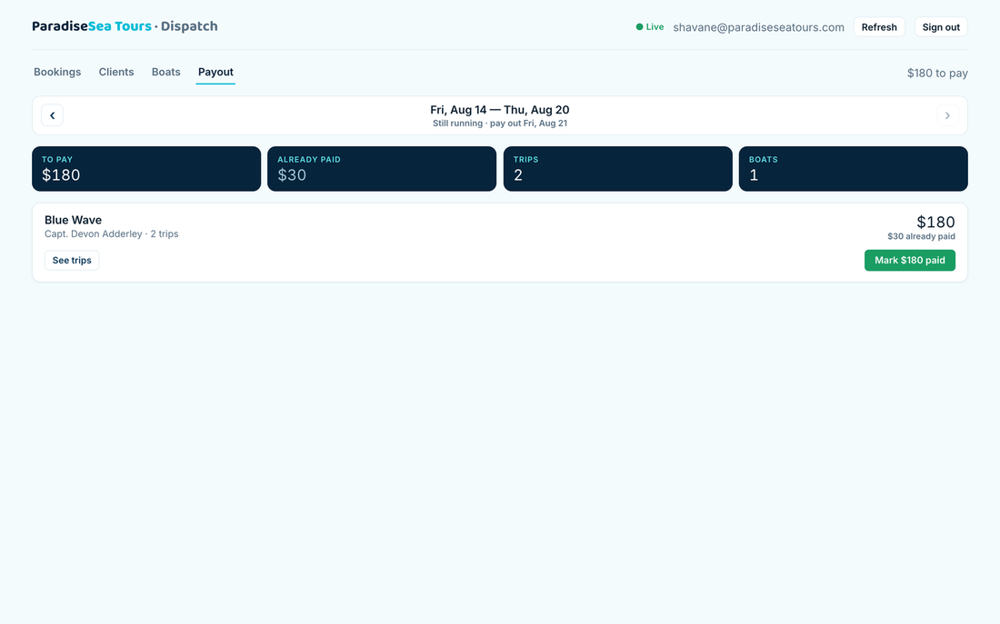 ParadiseSea Tours · Dispatch
Live shavane@paradiseseatours.com Refresh Sign out
Bookings Clients Boats Payout $180 to pay
Fri, Aug 14 — Thu, Aug 20
Still running · pay out Fri, Aug 21
TO PAY
$180
ALREADY PAID
$30
TRIPS
2
BOATS
1
Blue Wave
Capt. Devon Adderley · 2 trips
$180
$30 already paid
See trips
Mark $180 paid